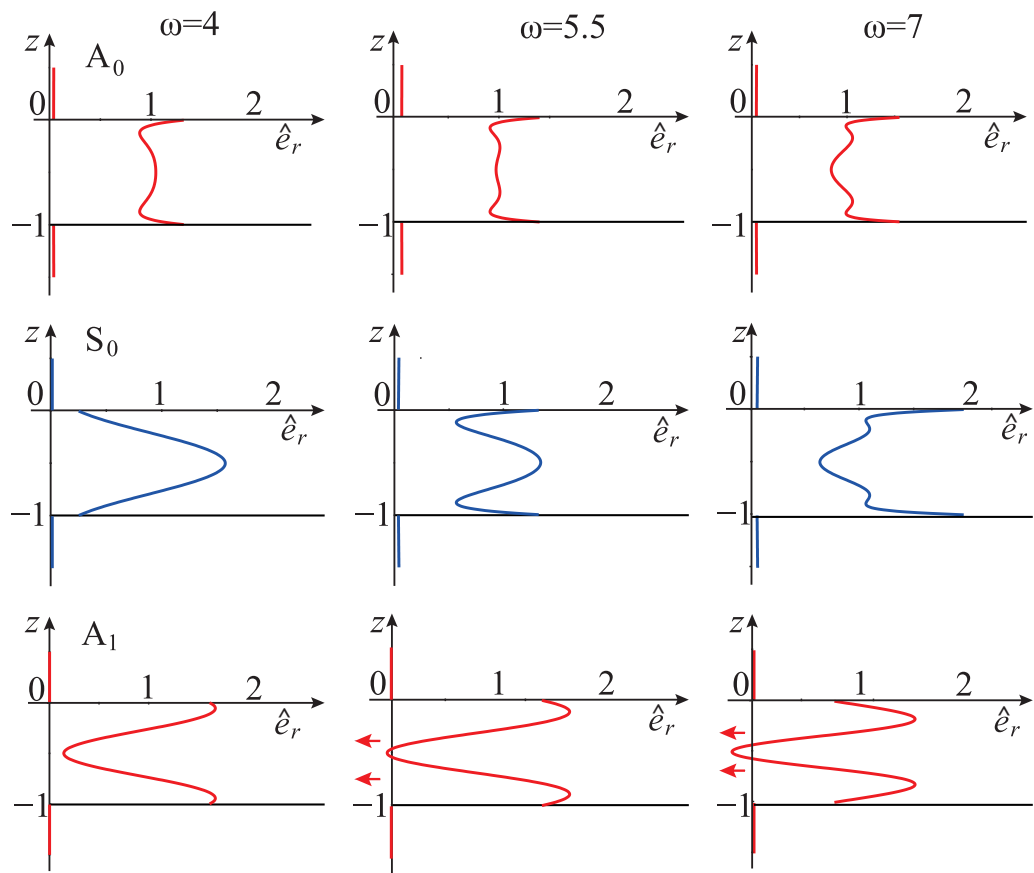 ω=4 ω=5.5 ω=7
z A₀ 0 1 2 êᵣ −1
z 0 1 2 êᵣ −1
z 0 1 2 êᵣ −1
z S₀ 0 1 2 êᵣ −1
z 0 1 2 êᵣ −1
z 0 1 2 êᵣ −1
z A₁ 0 1 2 êᵣ −1
z 0 1 2 êᵣ −1
z 0 1 2 êᵣ −1